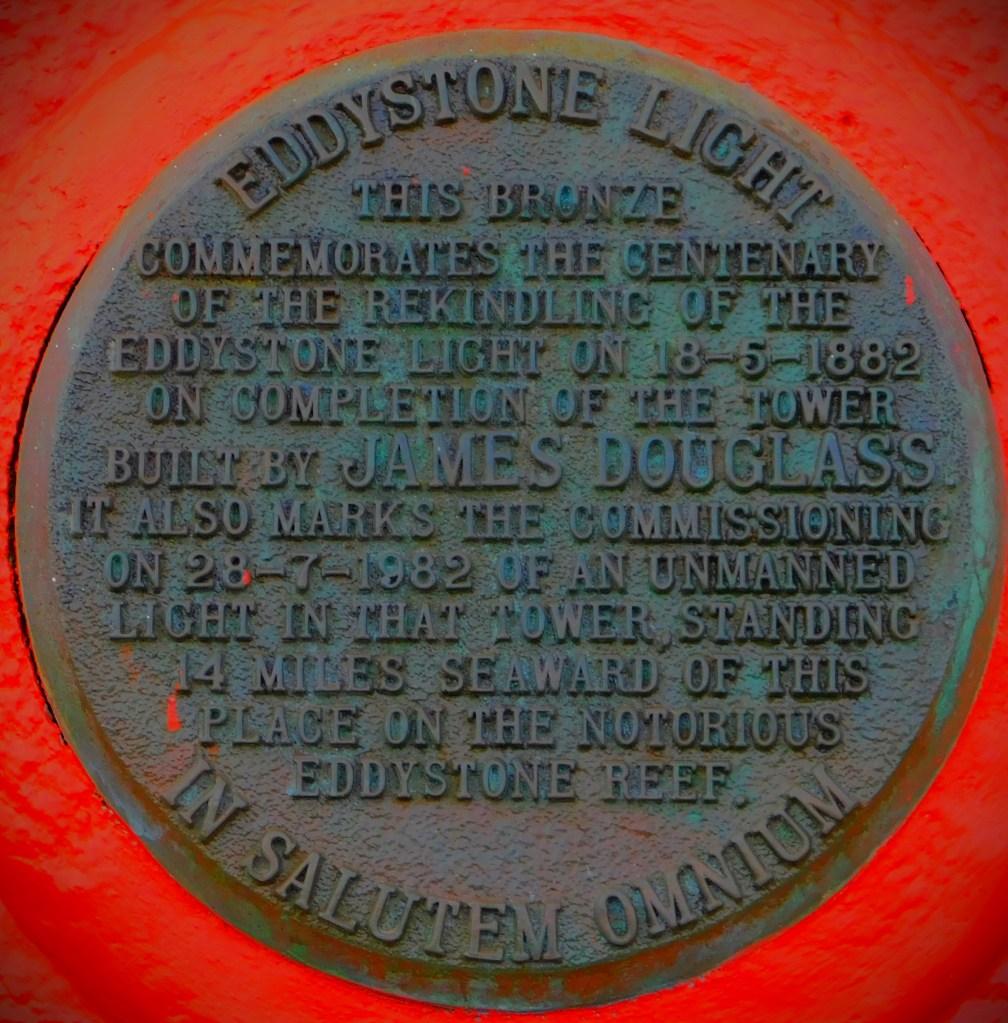 EDDYSTONE LIGHT
THIS BRONZE
COMMEMORATES THE CENTENARY
OF THE REKINDLING OF THE
EDDYSTONE LIGHT ON 18-5-1882
ON COMPLETION OF THE TOWER
BUILT BY JAMES DOUGLASS.
IT ALSO MARKS THE COMMISSIONING
ON 28-7-1982 OF AN UNMANNED
LIGHT IN THAT TOWER, STANDING
14 MILES SEAWARD OF THIS
PLACE ON THE NOTORIOUS
EDDYSTONE REEF.
IN SALUTEM OMNIUM